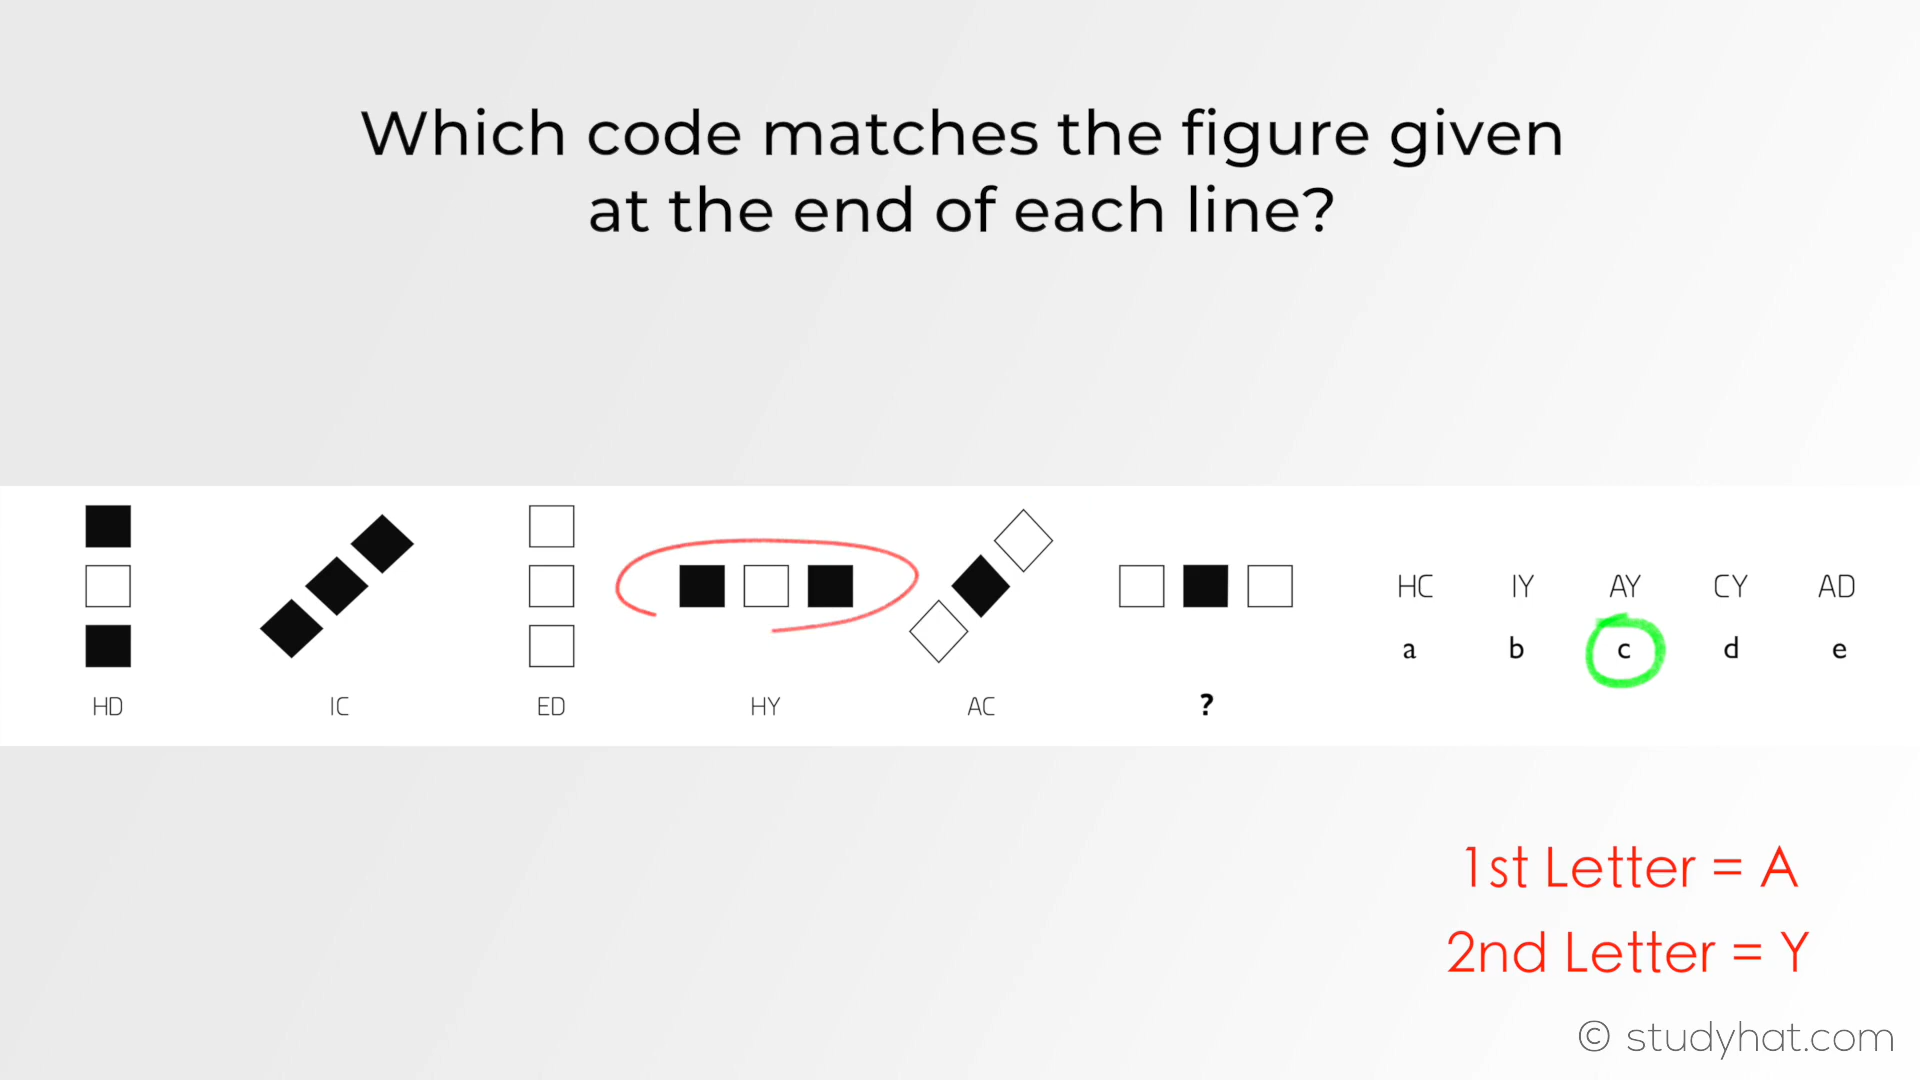 Which code matches the figure given
at the end of each line?
HC IY AY CY AD
a b c d e
HD IC ED HY AC ?
1st Letter = A
2nd Letter = Y
© studyhat.com